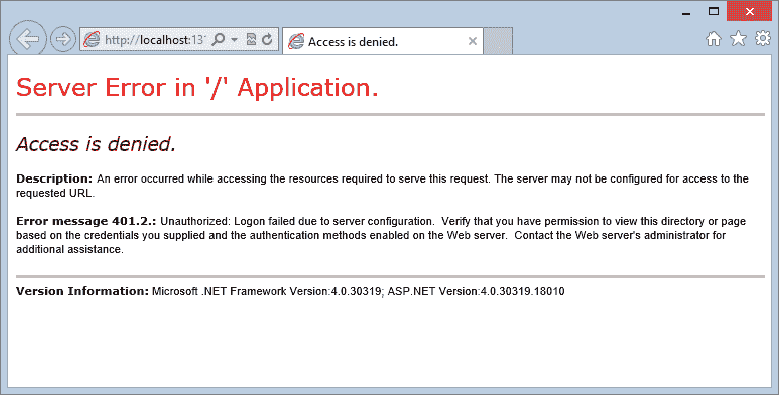 http://localhost:131
Access is denied.
Server Error in '/' Application.
Access is denied.
Description: An error occurred while accessing the resources required to serve this request. The server may not be configured for access to the
requested URL.
Error message 401.2.: Unauthorized: Logon failed due to server configuration.  Verify that you have permission to view this directory or page
based on the credentials you supplied and the authentication methods enabled on the Web server.  Contact the Web server's administrator for
additional assistance.
Version Information: Microsoft .NET Framework Version:4.0.30319; ASP.NET Version:4.0.30319.18010